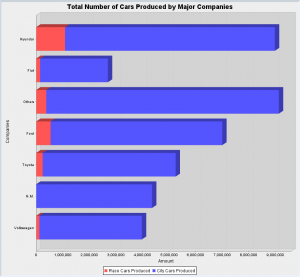 Total Number of Cars Produced by Major Companies
Hyundai
Fiat
Others
Ford
Toyota
G.M.
Volkswagen
Companies
0
1,000,000
2,000,000
3,000,000
4,000,000
5,000,000
6,000,000
7,000,000
8,000,000
9,000,000
Amount
Race Cars Produced
City Cars Produced